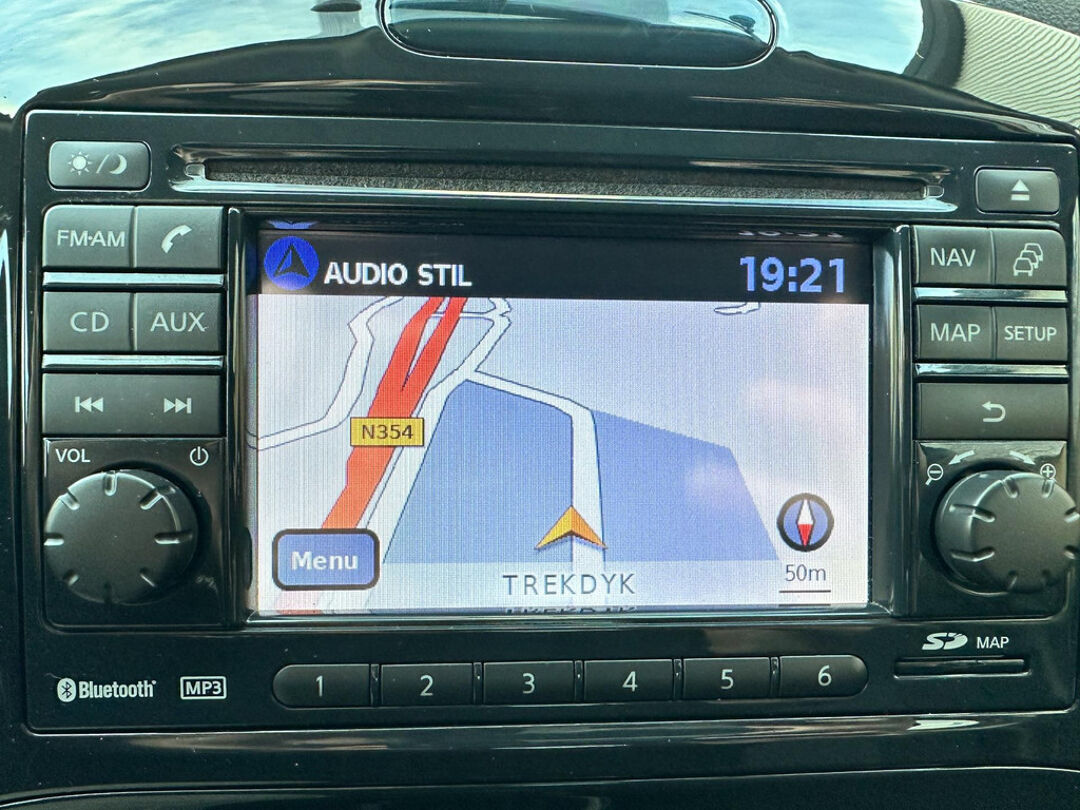 FM·AM
CD
AUX
VOL
AUDIO STIL
19:21
N354
Menu
TREKDYK
50m
NAV
MAP
SETUP
Bluetooth
MP3
1
2
3
4
5
6
SD MAP